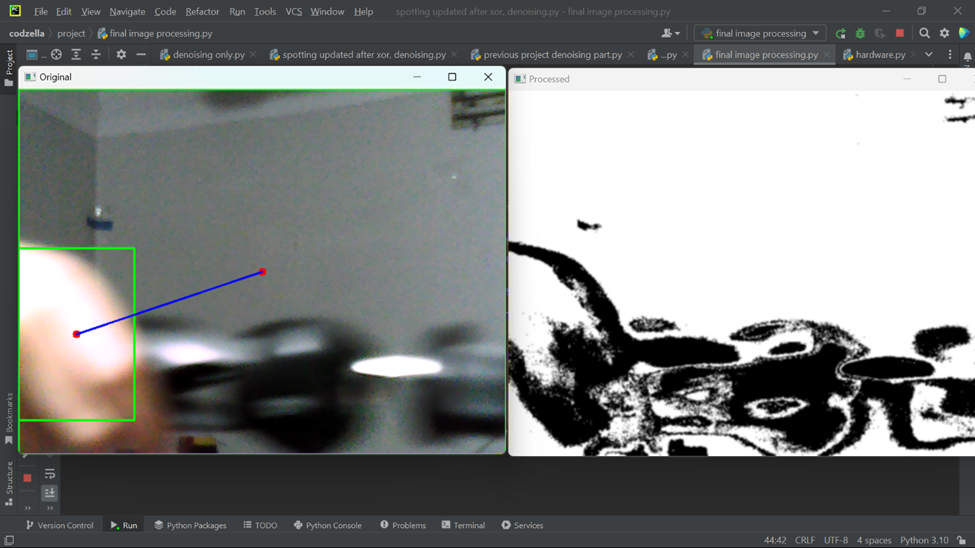 File Edit View Navigate Code Refactor Run Tools VCS Window Help spotting updated after xor, denoising.py - final image processing.py
codzella project final image processing.py final image processing
Project denoising only.py spotting updated after xor, denoising.py previous project denoising part.py ...py final image processing.py hardware.py
Original
Processed
Bookmarks
Structure
Version Control Run Python Packages TODO Python Console Problems Terminal Services
44:42 CRLF UTF-8 4 spaces Python 3.10